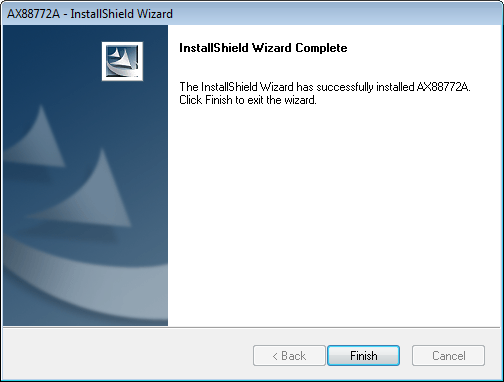 AX88772A - InstallShield Wizard
InstallShield Wizard Complete
The InstallShield Wizard has successfully installed AX88772A.
Click Finish to exit the wizard.
< Back
Finish
Cancel